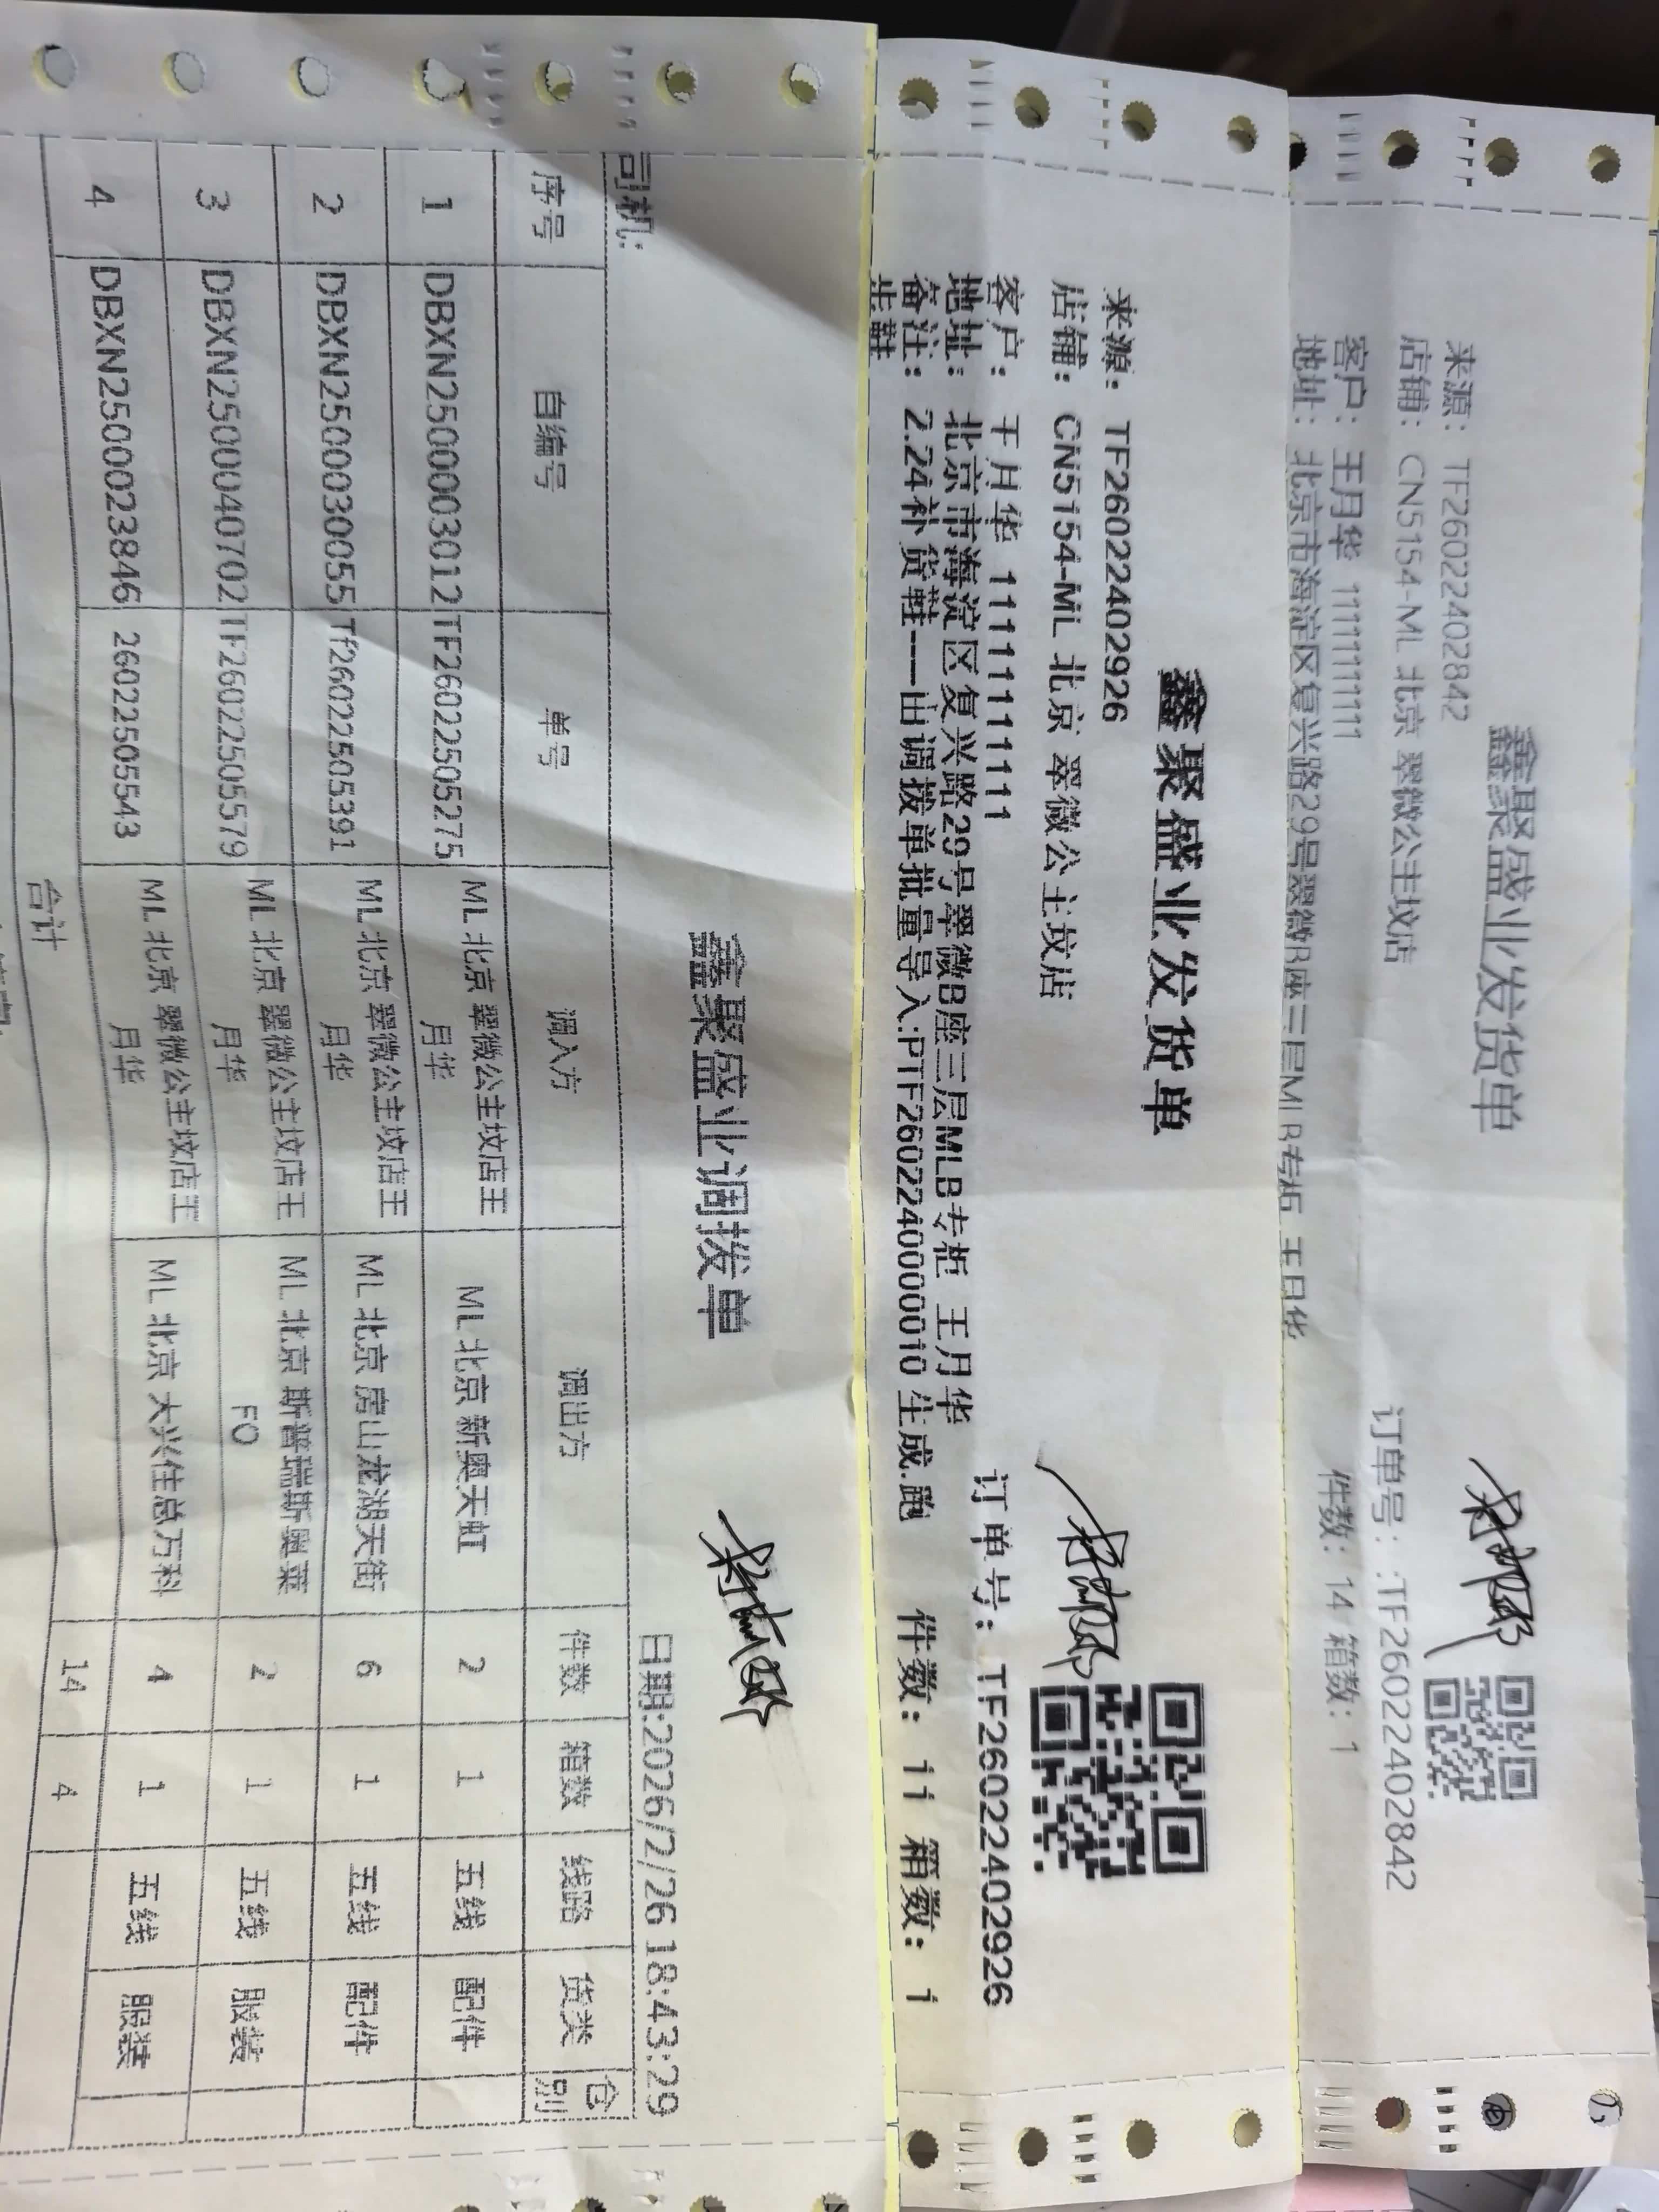 鑫聚盛业发货单
来源: TF26022402842
店铺: CN5154-ML 北京 翠微公主坟店
订单号: :TF26022402842
客户: 王月华 11111111111
件数: 14 箱数: 1
地址: 北京市海淀区复兴路29号翠微B座三层MLB专柜 王月华
鑫聚盛业发货单
来源: TF26022402926
店铺: CN5154-ML 北京 翠微公主坟店
订单号: TF26022402926
客户: 王月华 11111111111
地址: 北京市海淀区复兴路29号翠微B座三层MLB专柜 王月华
备注: 2.24补货鞋---出调拨单批量导入:PTF2602240000010 生成.跑 件数: 11 箱数: 1
步鞋
鑫聚盛业调拨单
司机: 日期:2026/2/26 18:43:29
序号 自编号 单号 调入方 调出方 件数 箱数 线路 货类 仓别
1 DBXN250003012 TF26022505275 ML 北京 翠微公主坟店王月华 ML 北京 新奥天虹 2 1 五线 配件
2 DBXN2500030055 Tf26022505391 ML 北京 翠微公主坟店王月华 ML 北京 房山龙湖天街 6 1 五线 配件
3 DBXN2500040702 TF26022505579 ML 北京 翠微公主坟店王月华 ML 北京 斯普瑞斯奥莱FO 2 1 五线 服装
4 DBXN2500023846 26022505543 ML 北京 翠微公主坟店王月华 ML 北京 大兴住总万科 4 1 五线 服装
合计 14 4